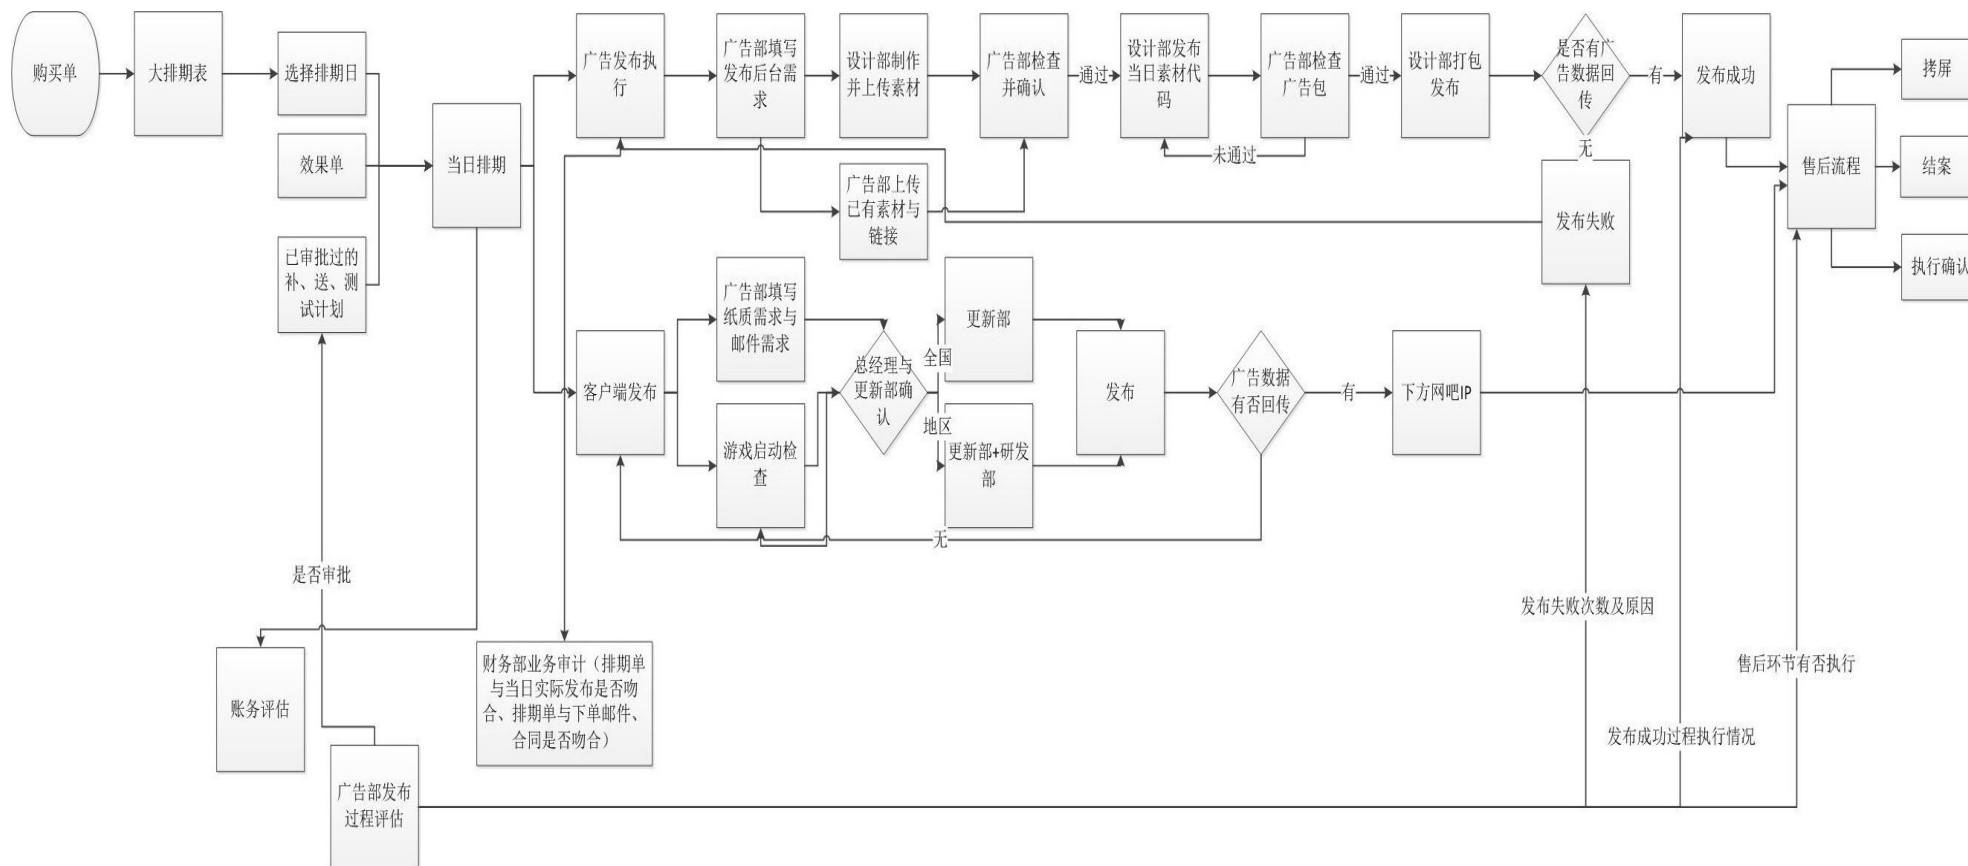 购买单
大排期表
选择排期日
效果单
已审批过的
补、送、测
试计划
当日排期
广告发布执
行
广告部填写
发布后台需
求
设计部制作
并上传素材
广告部检查
并确认
通过
设计部发布
当日素材代
码
广告部检查
广告包
通过
未通过
设计部打包
发布
是否有广
告数据回
传
有
无
发布成功
发布失败
售后流程
拷屏
结案
执行确认
广告部上传
已有素材与
链接
客户端发布
广告部填写
纸质需求与
邮件需求
游戏启动检
查
总经理与
更新部确
认
全国
地区
更新部
更新部+研发
部
发布
广告数据
有否回传
有
无
下方网吧IP
是否审批
账务评估
广告部发布
过程评估
财务部业务审计（排期单
与当日实际发布是否吻
合、排期单与下单邮件、
合同是否吻合）
发布失败次数及原因
售后环节有否执行
发布成功过程执行情况